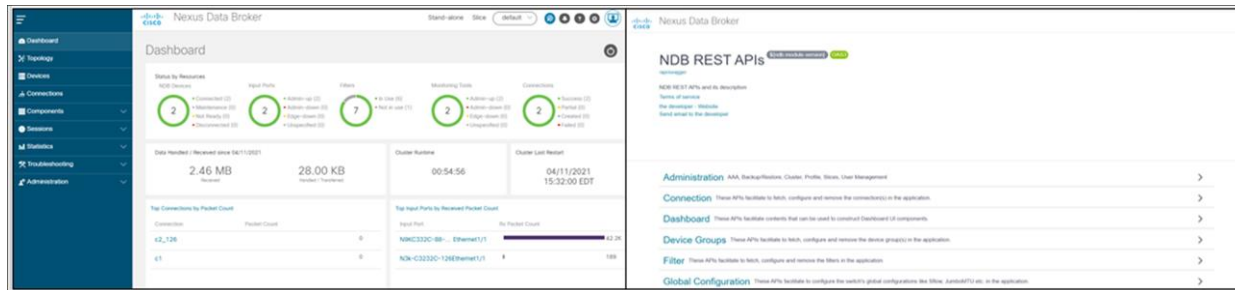 CISCO
Nexus Data Broker
Stand-alone Slice default
Dashboard
Topology
Devices
Connections
Components
Sessions
Statistics
Troubleshooting
Administration
Dashboard
Status by Resources
NDB Devices
2
Connected (2)
Maintenance (0)
Not Ready (0)
Disconnected (0)
Input Ports
2
Admin-up (2)
Admin-down (0)
Edge-down (0)
Unspecified (0)
Filters
7
In Use (6)
Not in use (1)
Monitoring Tools
2
Admin-up (2)
Admin-down (0)
Edge-down (0)
Unspecified (0)
Connections
2
Success (2)
Partial (0)
Created (0)
Failed (0)
Data Handled / Received since 04/11/2021
2.46 MB
Received
28.00 KB
Handled / Transferred
Cluster Runtime
00:54:56
Cluster Last Restart
04/11/2021
15:32:00 EDT
Top Connections by Packet Count
Connection Packet Count
c2_126 0
c1 0
Top Input Ports by Received Packet Count
Input Port Rx Packet Count
Ethernet1/1 42.2K
N3k-C3232C-126Ethernet1/1 189
CISCO
Nexus Data Broker
NDB REST APIs
NDB REST APIs and its description
Terms of service
the developer - Website
Send email to the developer
Administration AAA, Backup/Restore, Cluster, Profile, Slices, User Management
Connection These APIs facilitate to fetch, configure and remove the connection(s) in the application.
Dashboard These APIs facilitate contents that can be used to construct Dashboard UI components.
Device Groups These APIs facilitate to fetch, configure and remove the device group(s) in the application.
Filter These APIs facilitate to fetch, configure and remove the filters in the application.
Global Configuration These APIs facilitate to configure the switch's global configurations like Sflow, JumboMTU etc. in the application.